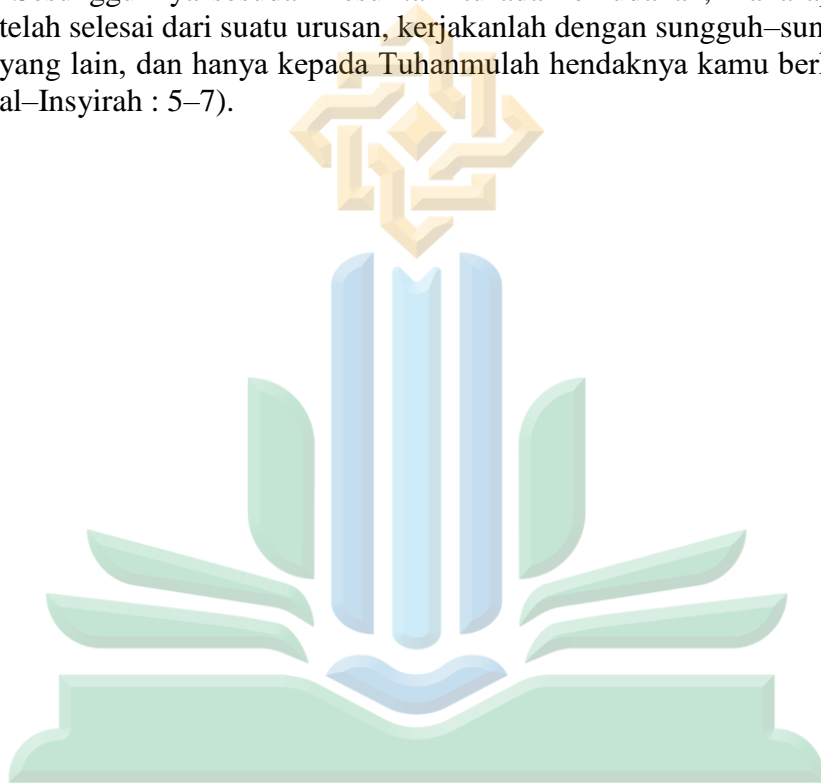 telah selesai dari suatu urusan, kerjakanlah dengan sungguh–sun
yang lain, dan hanya kepada Tuhanmulah hendaknya kamu ber
al–Insyirah : 5–7).